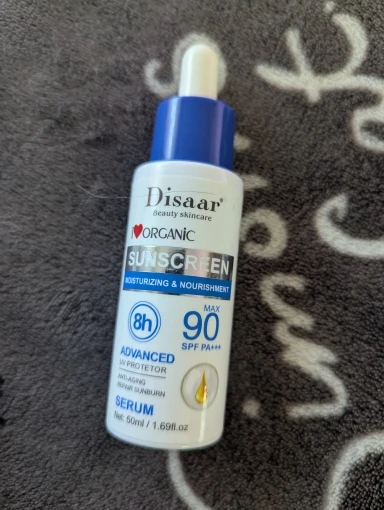 Disaar®
Beauty skincare
I♥ORGANiC
SUNSCREEN
MOISTURIZING & NOURISHMENT
8h
MAX
90
SPF PA+++
ADVANCED
UV PROTETOR
ANTI-AGING
REPAIR SUNBURN
SERUM
Net: 50ml / 1.69fl.oz